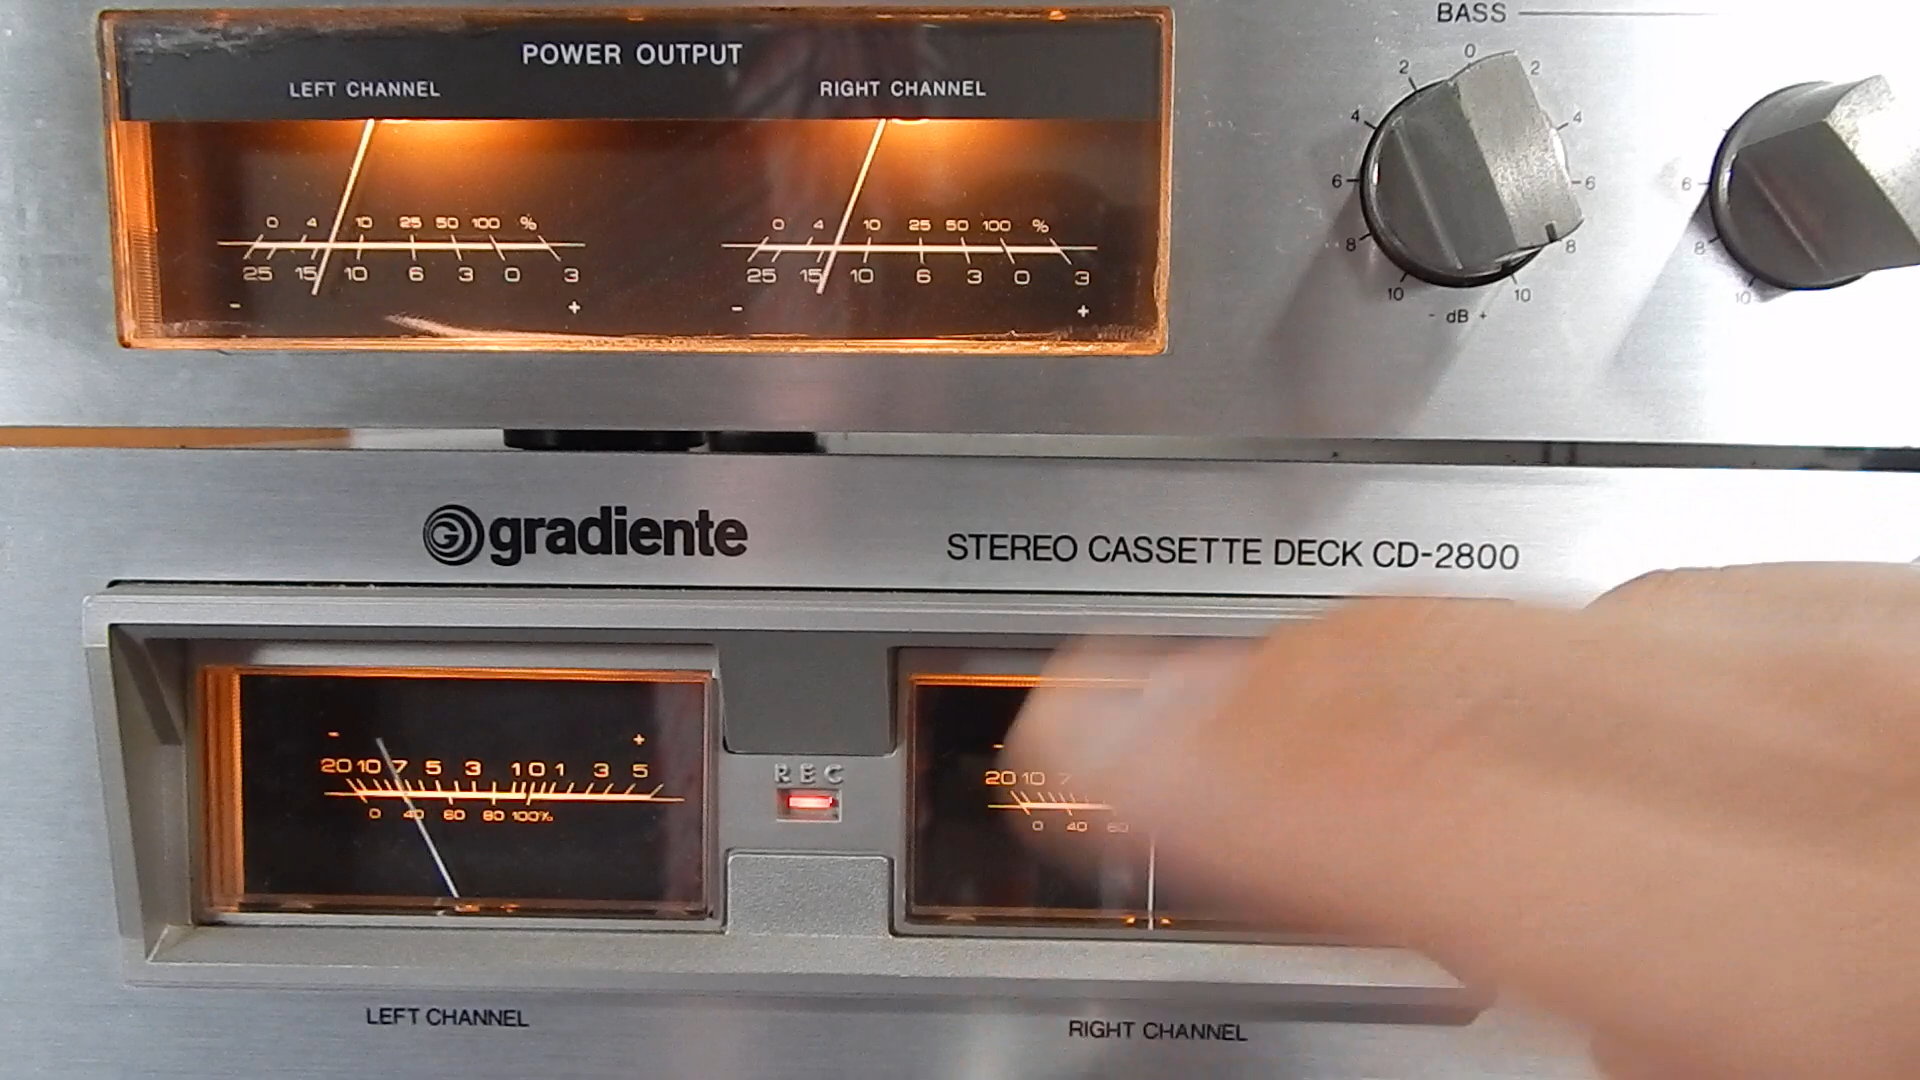 POWER OUTPUT
LEFT CHANNEL RIGHT CHANNEL
0 4 10 25 50 100 %
25 15 10 6 3 0 3
- +
0 4 10 25 50 100 %
25 15 10 6 3 0 3
- +
BASS
0
2 2
4 4
6 6
8 8
10 10
- dB +
6
8
10
G gradiente
STEREO CASSETTE DECK CD-2800
- +
20 10 7 5 3 1 0 1 3 5
0 40 60 80 100%
REC
-
20 10 7
0 40 60
LEFT CHANNEL
RIGHT CHANNEL